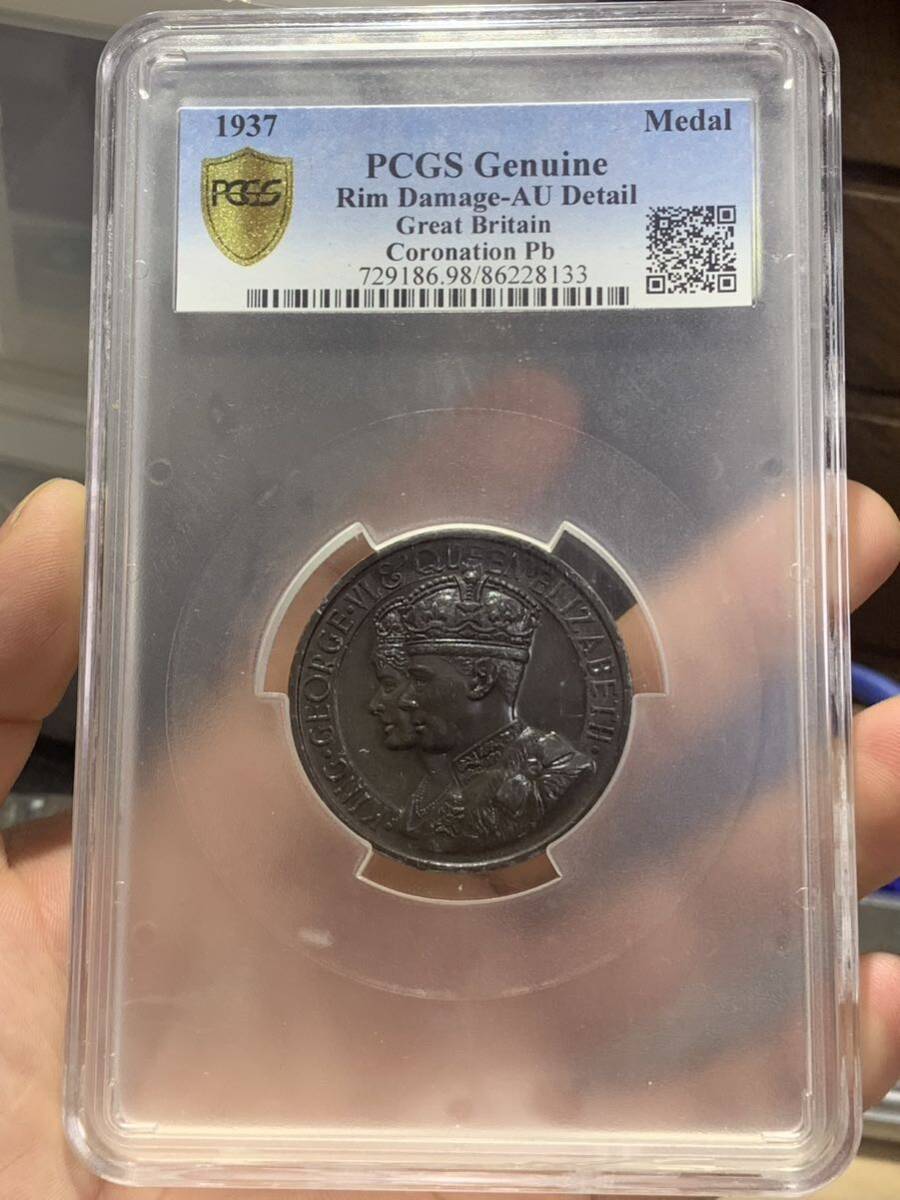 1937 Medal
PCGS Genuine
PCGS
Rim Damage-AU Detail
Great Britain
Coronation Pb
729186.98/86228133
KING·GEORGE·VI & QUEEN ELIZABETH·